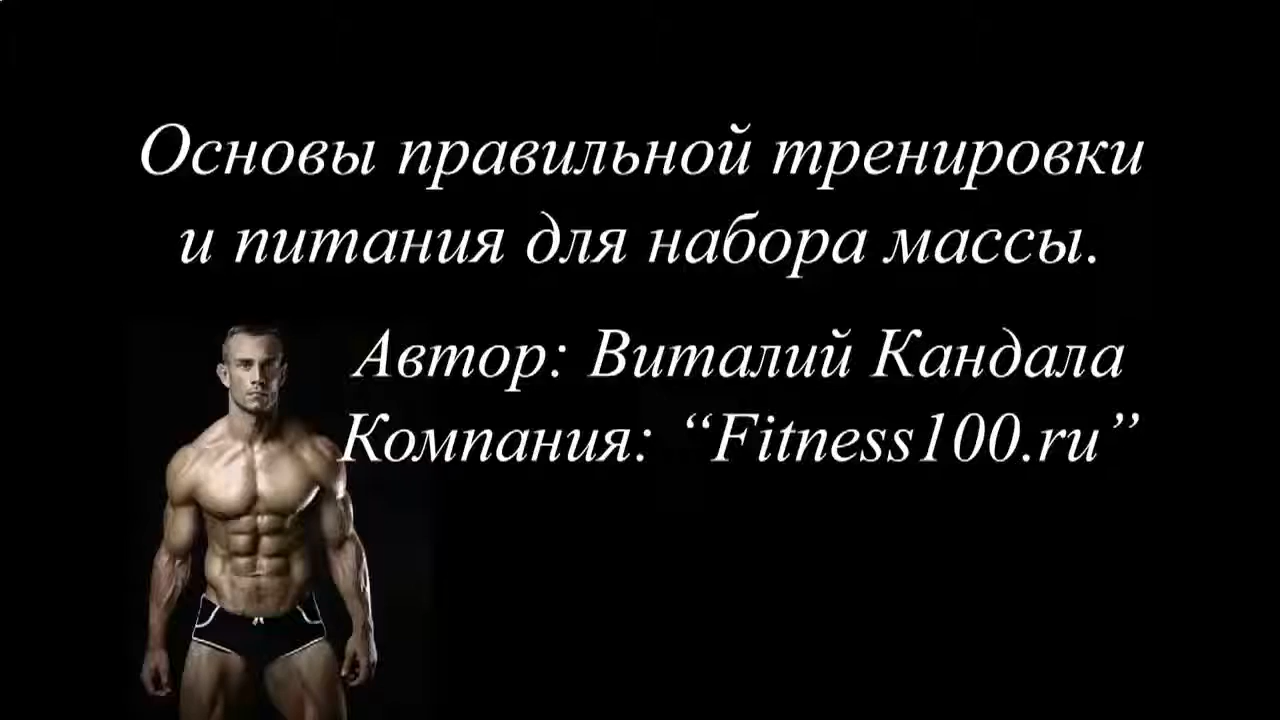 Основы правильной тренировки
и питания для набора массы.
Автор: Виталий Кандала
Компания: “Fitness100.ru”